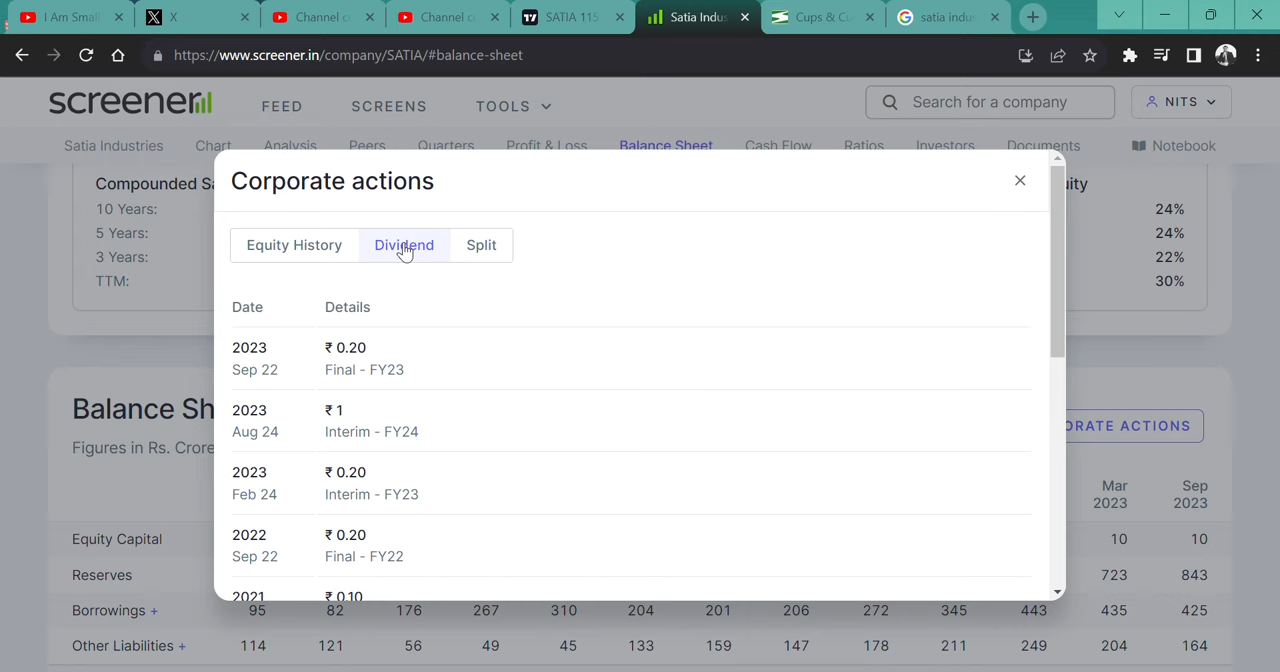 I Am Small
X
Channel c
Channel c
SATIA 115
Satia Indus
Cups & Cu
satia indus
https://www.screener.in/company/SATIA/#balance-sheet
screener
FEED
SCREENS
TOOLS
Search for a company
NITS
Satia Industries
Chart
Analysis
Peers
Quarters
Profit & Loss
Balance Sheet
Cash Flow
Ratios
Investors
Documents
Notebook
Compounded Sa
10 Years:
5 Years:
3 Years:
TTM:
uity
24%
24%
22%
30%
Corporate actions
Equity History
Dividend
Split
Date Details
2023 ₹ 0.20
Sep 22 Final - FY23
2023 ₹ 1
Aug 24 Interim - FY24
2023 ₹ 0.20
Feb 24 Interim - FY23
2022 ₹ 0.20
Sep 22 Final - FY22
2021 ₹ 0.10
Balance Sh
Figures in Rs. Crore
ORATE ACTIONS
Mar Sep
2023 2023
Equity Capital 10 10
Reserves 723 843
Borrowings + 95 82 176 267 310 204 201 206 272 345 443 435 425
Other Liabilities + 114 121 56 49 45 133 159 147 178 211 249 204 164